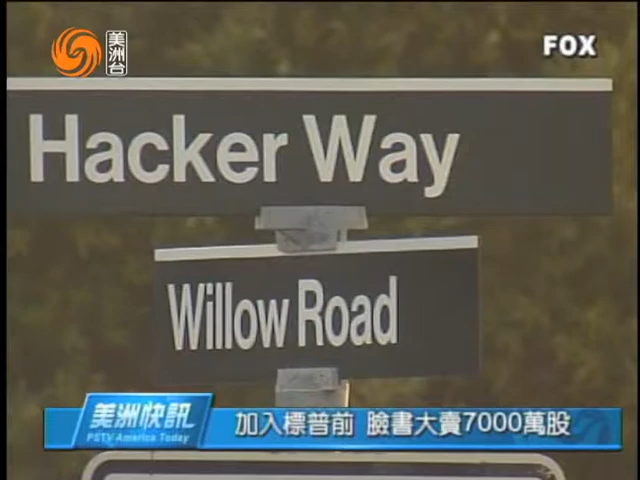 美洲台
FOX
Hacker Way
Willow Road
美洲快訊
PSTV America Today
加入標普前 臉書大賣7000萬股